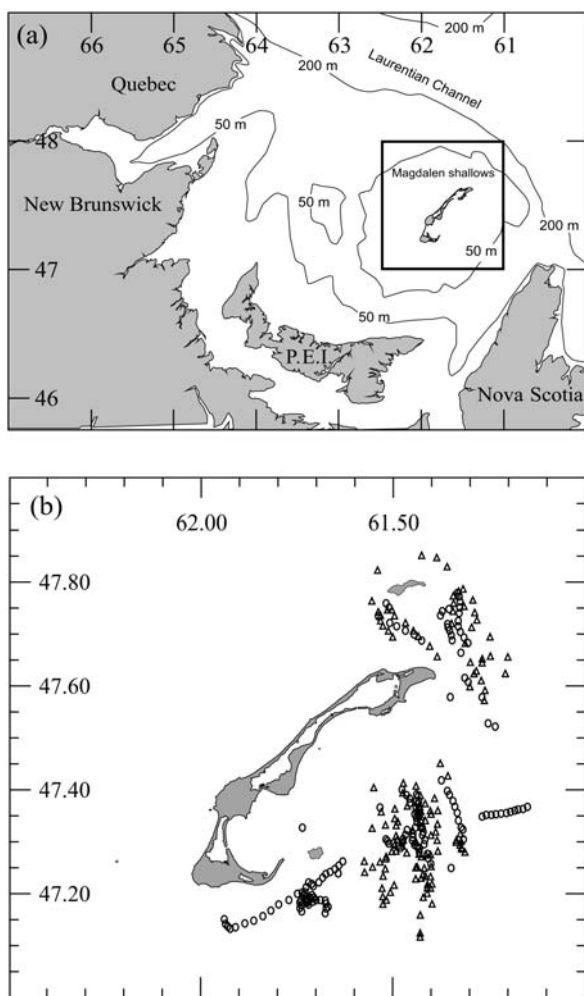 (a)
66 65 64 63 62 61
200 m
Laurentian Channel
Quebec
200 m
50 m
48
Magdalen shallows
New Brunswick
50 m
50 m
200 m
47
50 m
P.E.I.
46
Nova Scotia
(b)
62.00 61.50
47.80
47.60
47.40
47.20